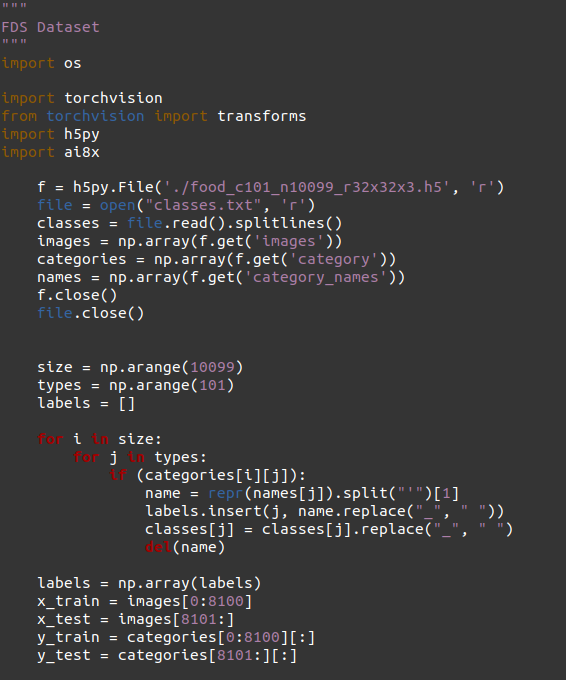 """
FDS Dataset
"""
import os
import torchvision
from torchvision import transforms
import h5py
import ai8x
f = h5py.File('./food_c101_n10099_r32x32x3.h5', 'r')
file = open("classes.txt", 'r')
classes = file.read().splitlines()
images = np.array(f.get('images'))
categories = np.array(f.get('category'))
names = np.array(f.get('category_names'))
f.close()
file.close()
size = np.arange(10099)
types = np.arange(101)
labels = []
for i in size:
for j in types:
if (categories[i][j]):
name = repr(names[j]).split("'")[1]
labels.insert(j, name.replace("_", " "))
classes[j] = classes[j].replace("_", " ")
del(name)
labels = np.array(labels)
x_train = images[0:8100]
x_test = images[8101:]
y_train = categories[0:8100][:]
y_test = categories[8101:][:]